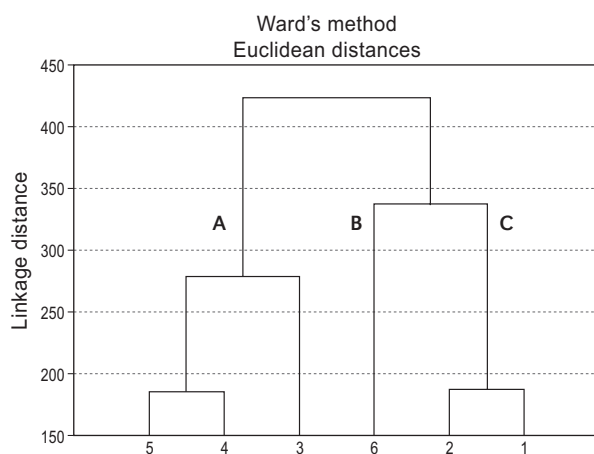 Ward's method
Euclidean distances
Linkage distance
450
400
350
300
250
200
150
A
B
C
5 4 3 6 2 1